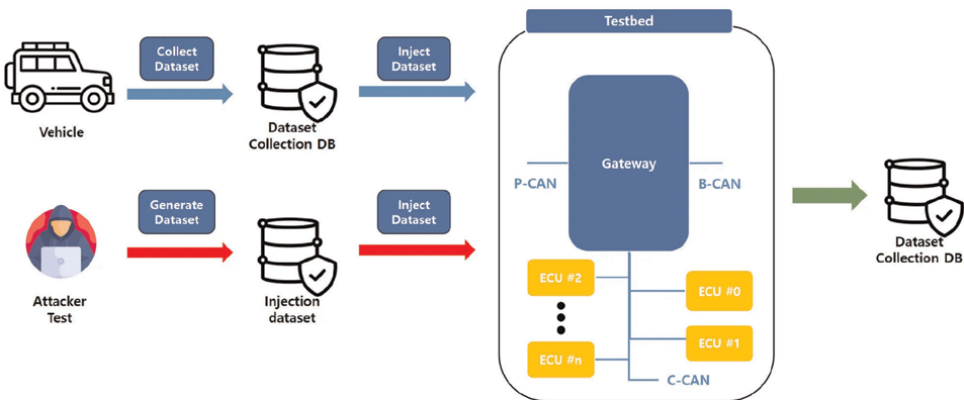 Testbed
Collect
Dataset
Inject
Dataset
Vehicle
Dataset
Collection DB
Gateway
P-CAN
B-CAN
Generate
Dataset
Inject
Dataset
Attacker
Test
Injection
dataset
ECU #2
ECU #0
ECU #1
ECU #n
C-CAN
Dataset
Collection DB